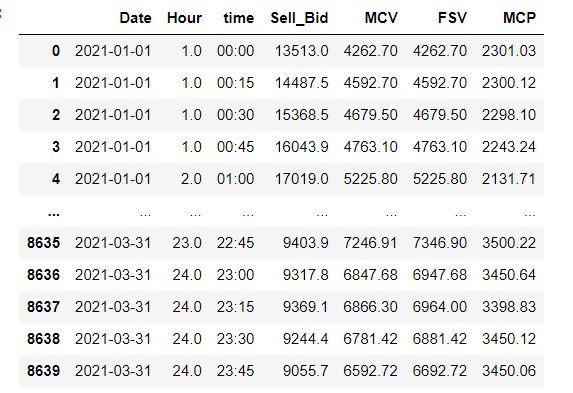 Date Hour time Sell_Bid MCV FSV MCP
0 2021-01-01 1.0 00:00 13513.0 4262.70 4262.70 2301.03
1 2021-01-01 1.0 00:15 14487.5 4592.70 4592.70 2300.12
2 2021-01-01 1.0 00:30 15368.5 4679.50 4679.50 2298.10
3 2021-01-01 1.0 00:45 16043.9 4763.10 4763.10 2243.24
4 2021-01-01 2.0 01:00 17019.0 5225.80 5225.80 2131.71
... ... ... ... ... ... ... ...
8635 2021-03-31 23.0 22:45 9403.9 7246.91 7346.90 3500.22
8636 2021-03-31 24.0 23:00 9317.8 6847.68 6947.68 3450.64
8637 2021-03-31 24.0 23:15 9369.1 6866.30 6964.00 3398.83
8638 2021-03-31 24.0 23:30 9244.4 6781.42 6881.42 3450.12
8639 2021-03-31 24.0 23:45 9055.7 6592.72 6692.72 3450.06